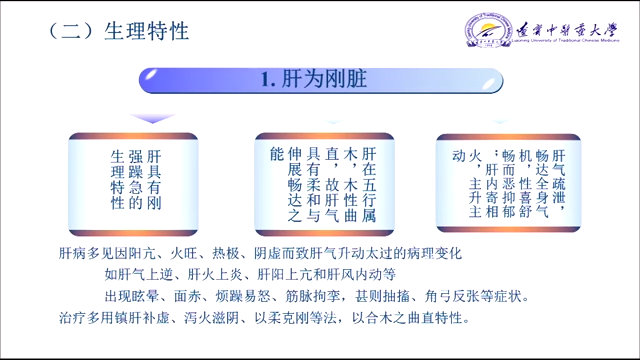 （二）生理特性
遼寧中醫藥大學
Liaoning University of Traditional Chinese Medicine
1. 肝为刚脏
肝具有刚
强躁急的
生理特性
肝在五行属
木，木性曲
直，故肝气
具有柔和与
伸展畅达之
能
肝气疏泄，
畅达全身气
机，性喜舒
畅而恶抑郁
；肝内寄相
火，主升主
动
肝病多见因阳亢、火旺、热极、阴虚而致肝气升动太过的病理变化
如肝气上逆、肝火上炎、肝阳上亢和肝风内动等
出现眩晕、面赤、烦躁易怒、筋脉拘挛，甚则抽搐、角弓反张等症状。
治疗多用镇肝补虚、泻火滋阴、以柔克刚等法，以合木之曲直特性。